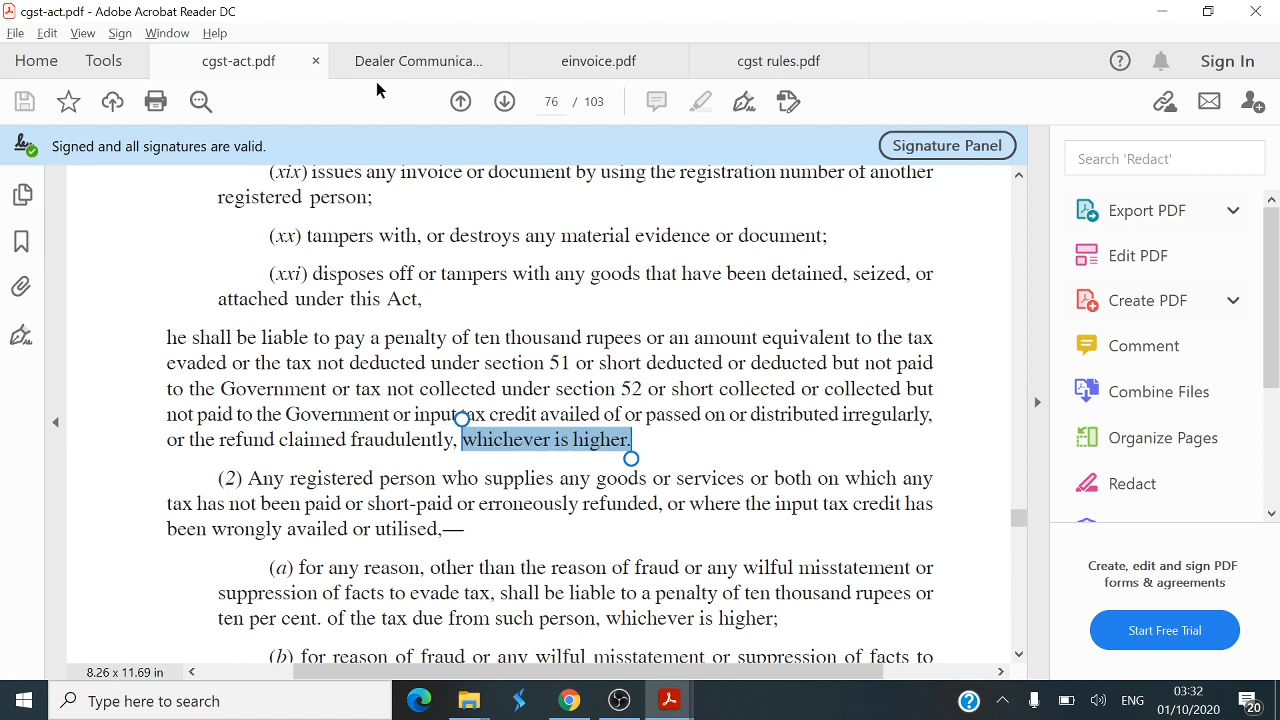 cgst-act.pdf - Adobe Acrobat Reader DC
File Edit View Sign Window Help
Home Tools cgst-act.pdf × Dealer Communica... einvoice.pdf cgst rules.pdf Sign In
76 / 103
Signed and all signatures are valid.
Signature Panel
(xix) issues any invoice or document by using the registration number of another
registered person;
(xx) tampers with, or destroys any material evidence or document;
(xxi) disposes off or tampers with any goods that have been detained, seized, or
attached under this Act,
he shall be liable to pay a penalty of ten thousand rupees or an amount equivalent to the tax
evaded or the tax not deducted under section 51 or short deducted or deducted but not paid
to the Government or tax not collected under section 52 or short collected or collected but
not paid to the Government or input tax credit availed of or passed on or distributed irregularly,
or the refund claimed fraudulently, whichever is higher.
(2) Any registered person who supplies any goods or services or both on which any
tax has not been paid or short-paid or erroneously refunded, or where the input tax credit has
been wrongly availed or utilised,—
(a) for any reason, other than the reason of fraud or any wilful misstatement or
suppression of facts to evade tax, shall be liable to a penalty of ten thousand rupees or
ten per cent. of the tax due from such person, whichever is higher;
(b) for reason of fraud or any wilful misstatement or suppression of facts to
8.26 x 11.69 in
Search 'Redact'
Export PDF
Edit PDF
Create PDF
Comment
Combine Files
Organize Pages
Redact
Create, edit and sign PDF
forms & agreements
Start Free Trial
Type here to search
ENG
03:32
01/10/2020
20